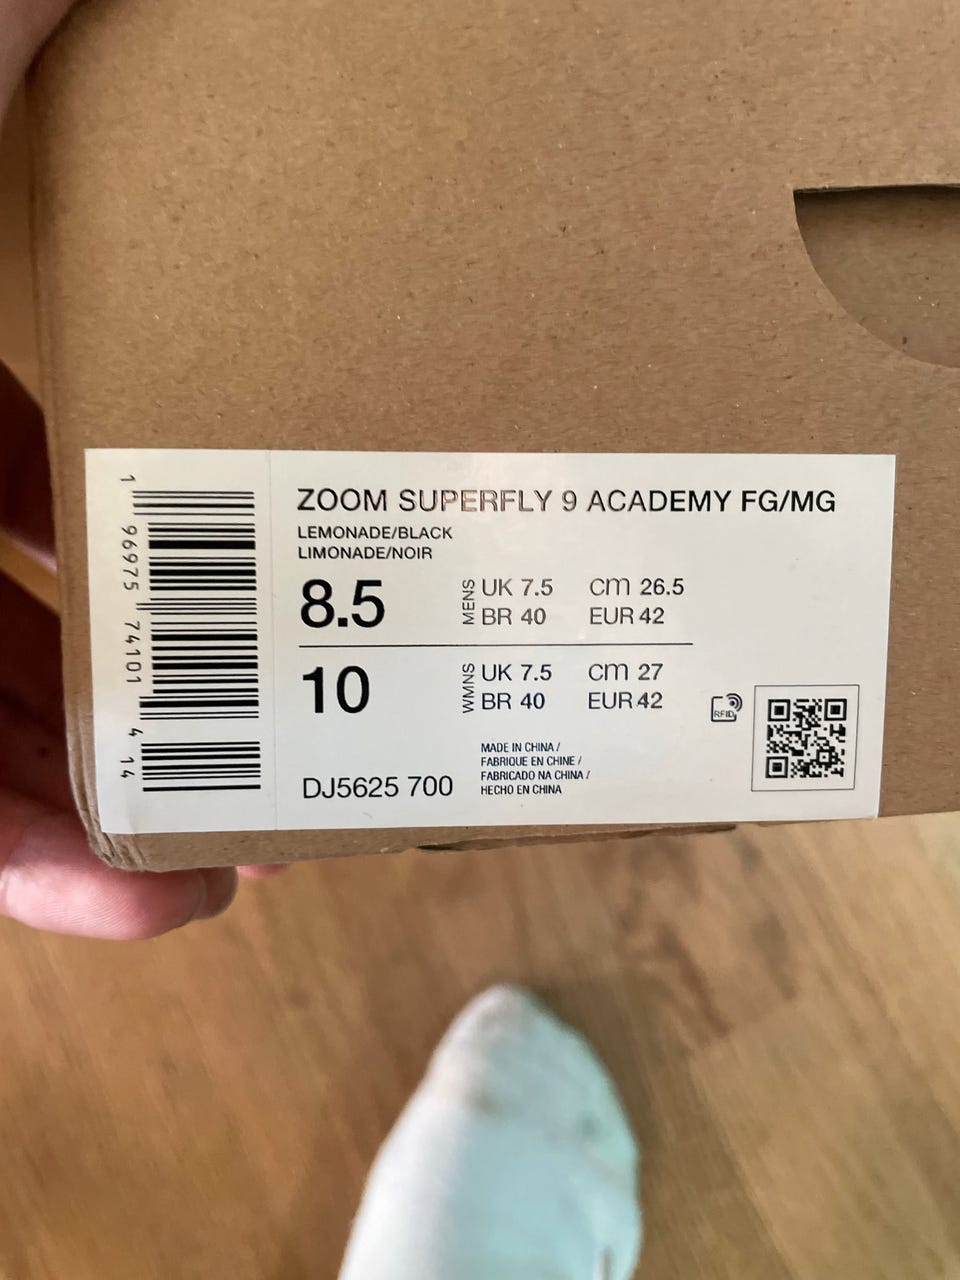 ZOOM SUPERFLY 9 ACADEMY FG/MG
LEMONADE/BLACK
LIMONADE/NOIR
8.5 MENS UK 7.5 cm 26.5
BR 40 EUR 42
10 WMNS UK 7.5 cm 27
BR 40 EUR 42
RFID
MADE IN CHINA /
FABRIQUE EN CHINE /
FABRICADO NA CHINA /
HECHO EN CHINA
DJ5625 700
1 96975 74101 4 14